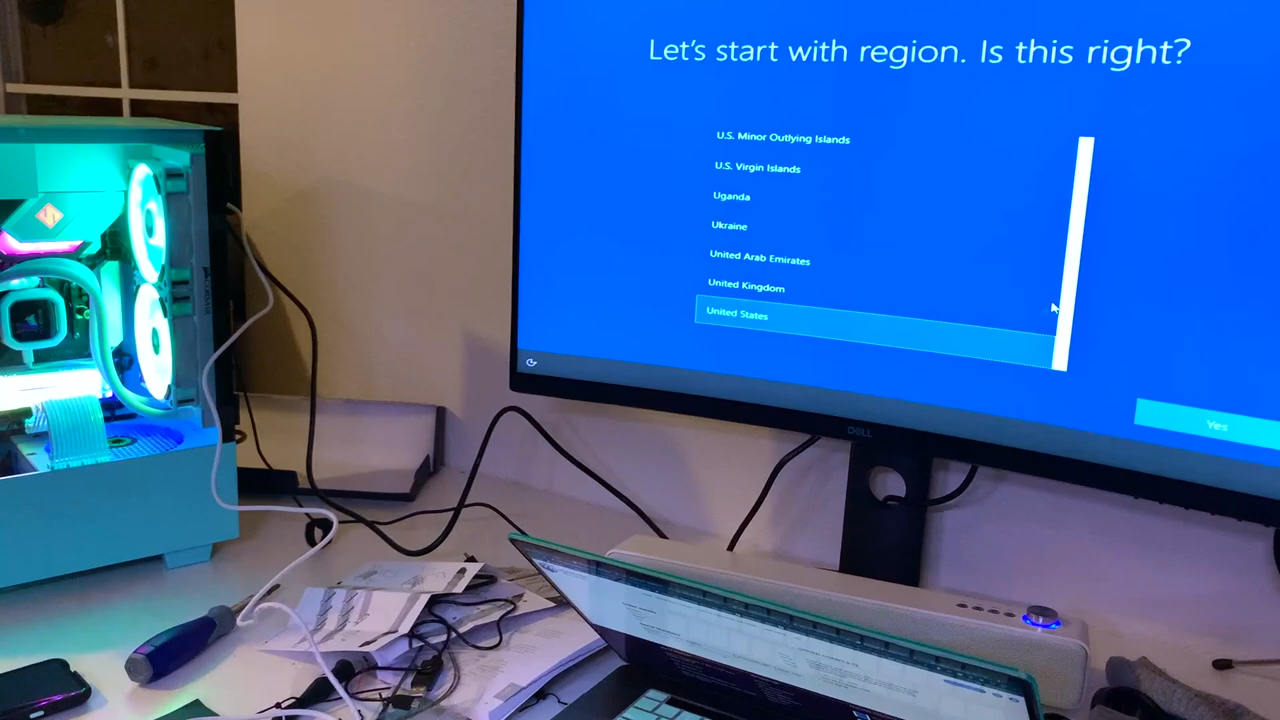 Let's start with region. Is this right?
U.S. Minor Outlying Islands
U.S. Virgin Islands
Uganda
Ukraine
United Arab Emirates
United Kingdom
United States
Yes
DELL